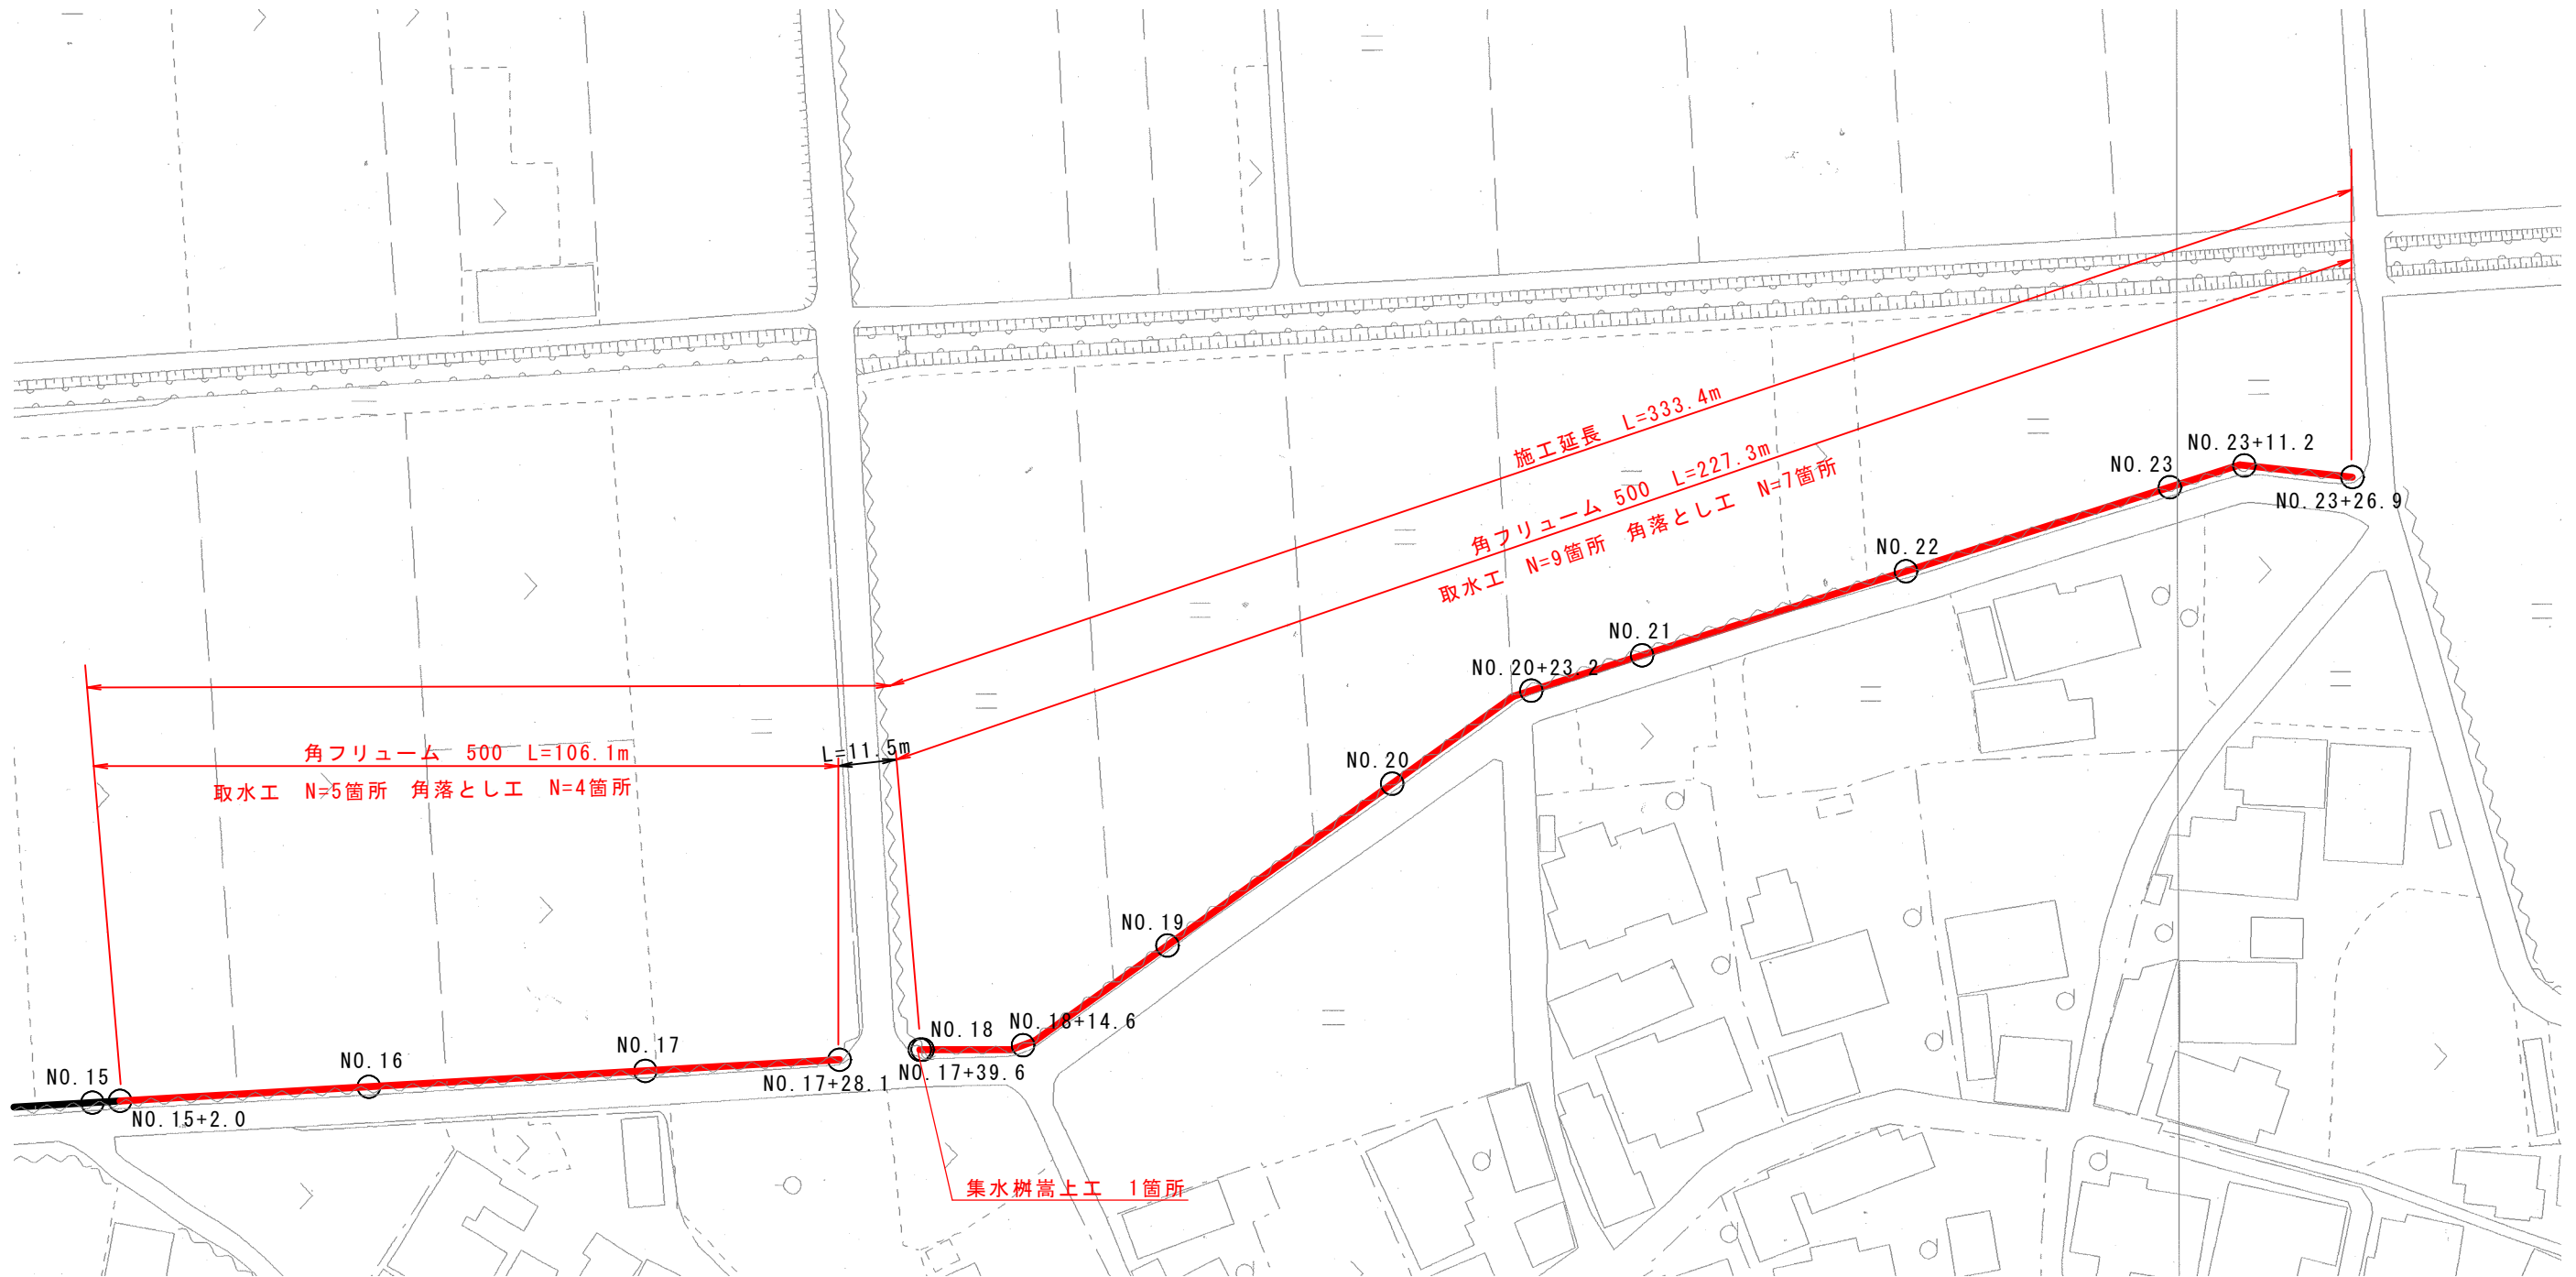 施工延長　L=333.4m
角フリューム 500　L=227.3m
取水工　N=9箇所　角落とし工　N=7箇所
NO.23+11.2
NO.23
NO.23+26.9
NO.22
NO.21
NO.20+23.2
NO.20
角フリューム　500　L=106.1m
L=11.5m
取水工　N=5箇所　角落とし工　N=4箇所
NO.19
NO.18
NO.18+14.6
NO.17
NO.16
NO.15
NO.17+28.1
NO.17+39.6
NO.15+2.0
集水桝嵩上工　1箇所